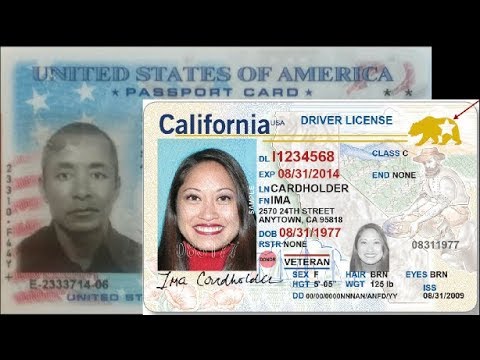 UNITED STATES OF AMERICA
PASSPORT CARD
California USA DRIVER LICENSE
DL I1234568 CLASS C
EXP 08/31/2014 END NONE
LN CARDHOLDER
FN IMA
2570 24TH STREET
ANYTOWN, CA 95818
DOB 08/31/1977
RSTR NONE 08311977
DONOR VETERAN
SEX F HAIR BRN EYES BRN
HGT 5'-05" WGT 125 lb ISS
DD 00/00/0000NNNAN/ANFD/YY 08/31/2009
Ima Cardholder
E-2333714-06
UNITED ST